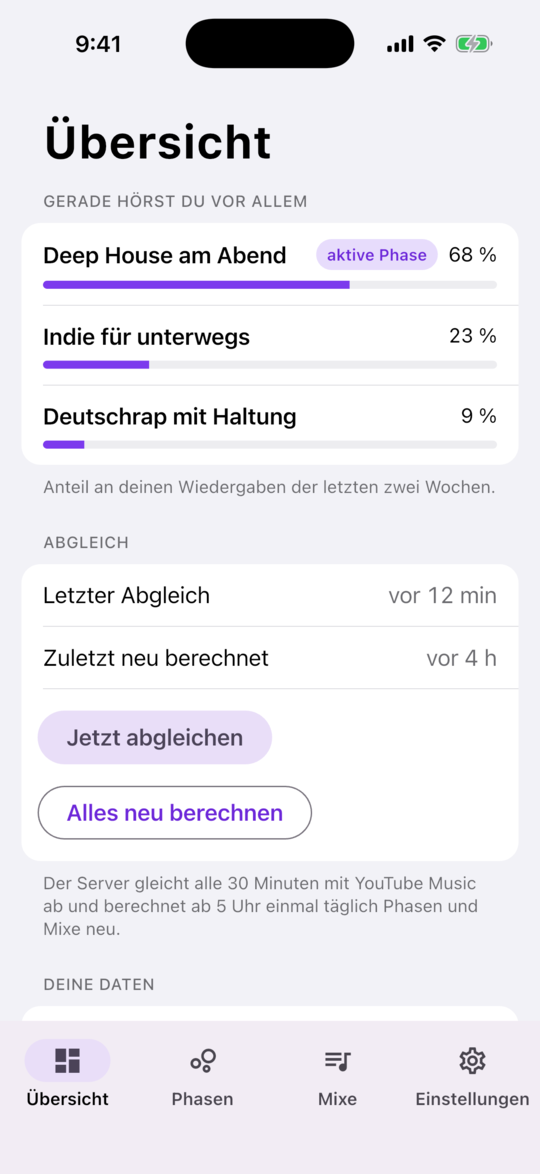 9:41
Übersicht
GERADE HÖRST DU VOR ALLEM
Deep House am Abend aktive Phase 68 %
Indie für unterwegs 23 %
Deutschrap mit Haltung 9 %
Anteil an deinen Wiedergaben der letzten zwei Wochen.
ABGLEICH
Letzter Abgleich vor 12 min
Zuletzt neu berechnet vor 4 h
Jetzt abgleichen
Alles neu berechnen
Der Server gleicht alle 30 Minuten mit YouTube Music
ab und berechnet ab 5 Uhr einmal täglich Phasen und
Mixe neu.
DEINE DATEN
Übersicht Phasen Mixe Einstellungen